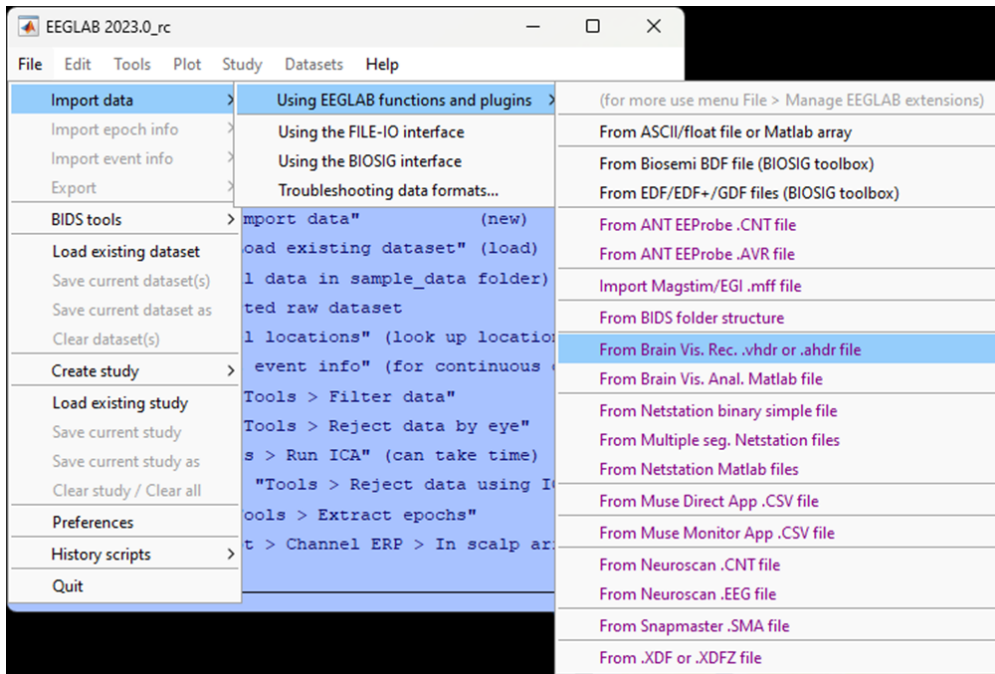 EEGLAB 2023.0_rc
File Edit Tools Plot Study Datasets Help
Import data
Import epoch info
Import event info
Export
BIDS tools
Load existing dataset
Save current dataset(s)
Save current dataset as
Clear dataset(s)
Create study
Load existing study
Save current study
Save current study as
Clear study / Clear all
Preferences
History scripts
Quit
Using EEGLAB functions and plugins
Using the FILE-IO interface
Using the BIOSIG interface
Troubleshooting data formats...
mport data" (new)
oad existing dataset" (load)
l data in sample_data folder)
ted raw dataset
l locations" (look up location
event info" (for continuous
Tools > Filter data"
Tools > Reject data by eye"
s > Run ICA" (can take time)
"Tools > Reject data using I
ools > Extract epochs"
t > Channel ERP > In scalp ar
(for more use menu File > Manage EEGLAB extensions)
From ASCII/float file or Matlab array
From Biosemi BDF file (BIOSIG toolbox)
From EDF/EDF+/GDF files (BIOSIG toolbox)
From ANT EEProbe .CNT file
From ANT EEProbe .AVR file
Import Magstim/EGI .mff file
From BIDS folder structure
From Brain Vis. Rec. .vhdr or .ahdr file
From Brain Vis. Anal. Matlab file
From Netstation binary simple file
From Multiple seg. Netstation files
From Netstation Matlab files
From Muse Direct App .CSV file
From Muse Monitor App .CSV file
From Neuroscan .CNT file
From Neuroscan .EEG file
From Snapmaster .SMA file
From .XDF or .XDFZ file